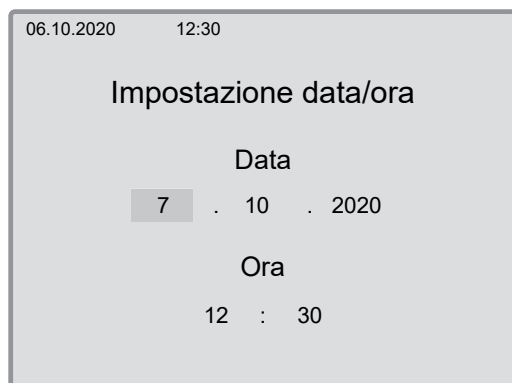 06.10.2020 12:30
Impostazione data/ora
Data
7 . 10 . 2020
Ora
12 : 30